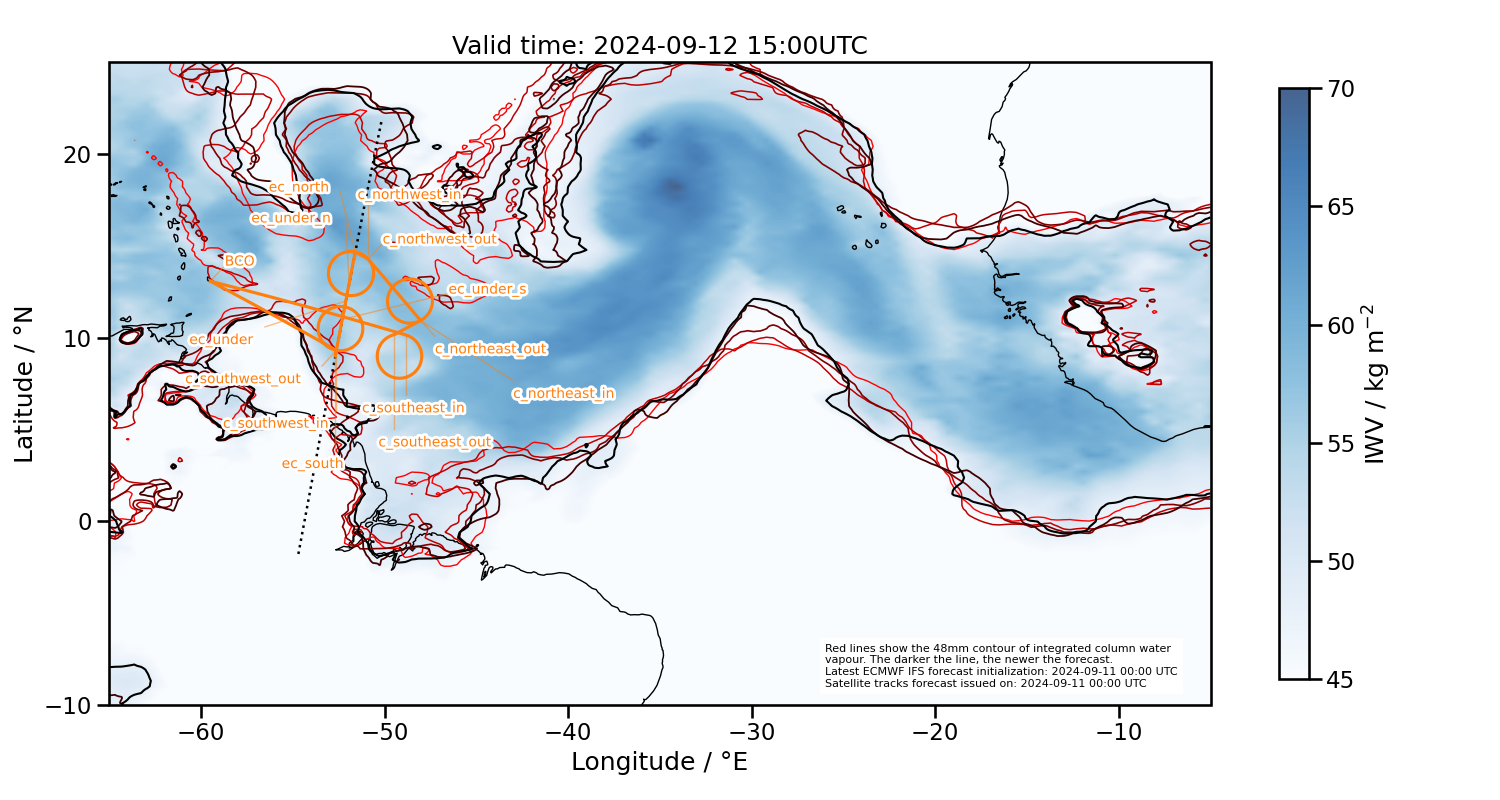 Valid time: 2024-09-12 15:00UTC
Latitude / °N
20
10
0
−10
ec_north
c_northwest_in
ec_under_n
c_northwest_out
BCO
ec_under_s
ec_under
c_northeast_out
c_southwest_out
c_northeast_in
c_southeast_in
c_southwest_in
c_southeast_out
ec_south
Red lines show the 48mm contour of integrated column water
vapour. The darker the line, the newer the forecast.
Latest ECMWF IFS forecast initialization: 2024-09-11 00:00 UTC
Satellite tracks forecast issued on: 2024-09-11 00:00 UTC
−60
−50
−40
−30
−20
−10
Longitude / °E
70
65
60
55
50
45
IWV / kg m⁻²